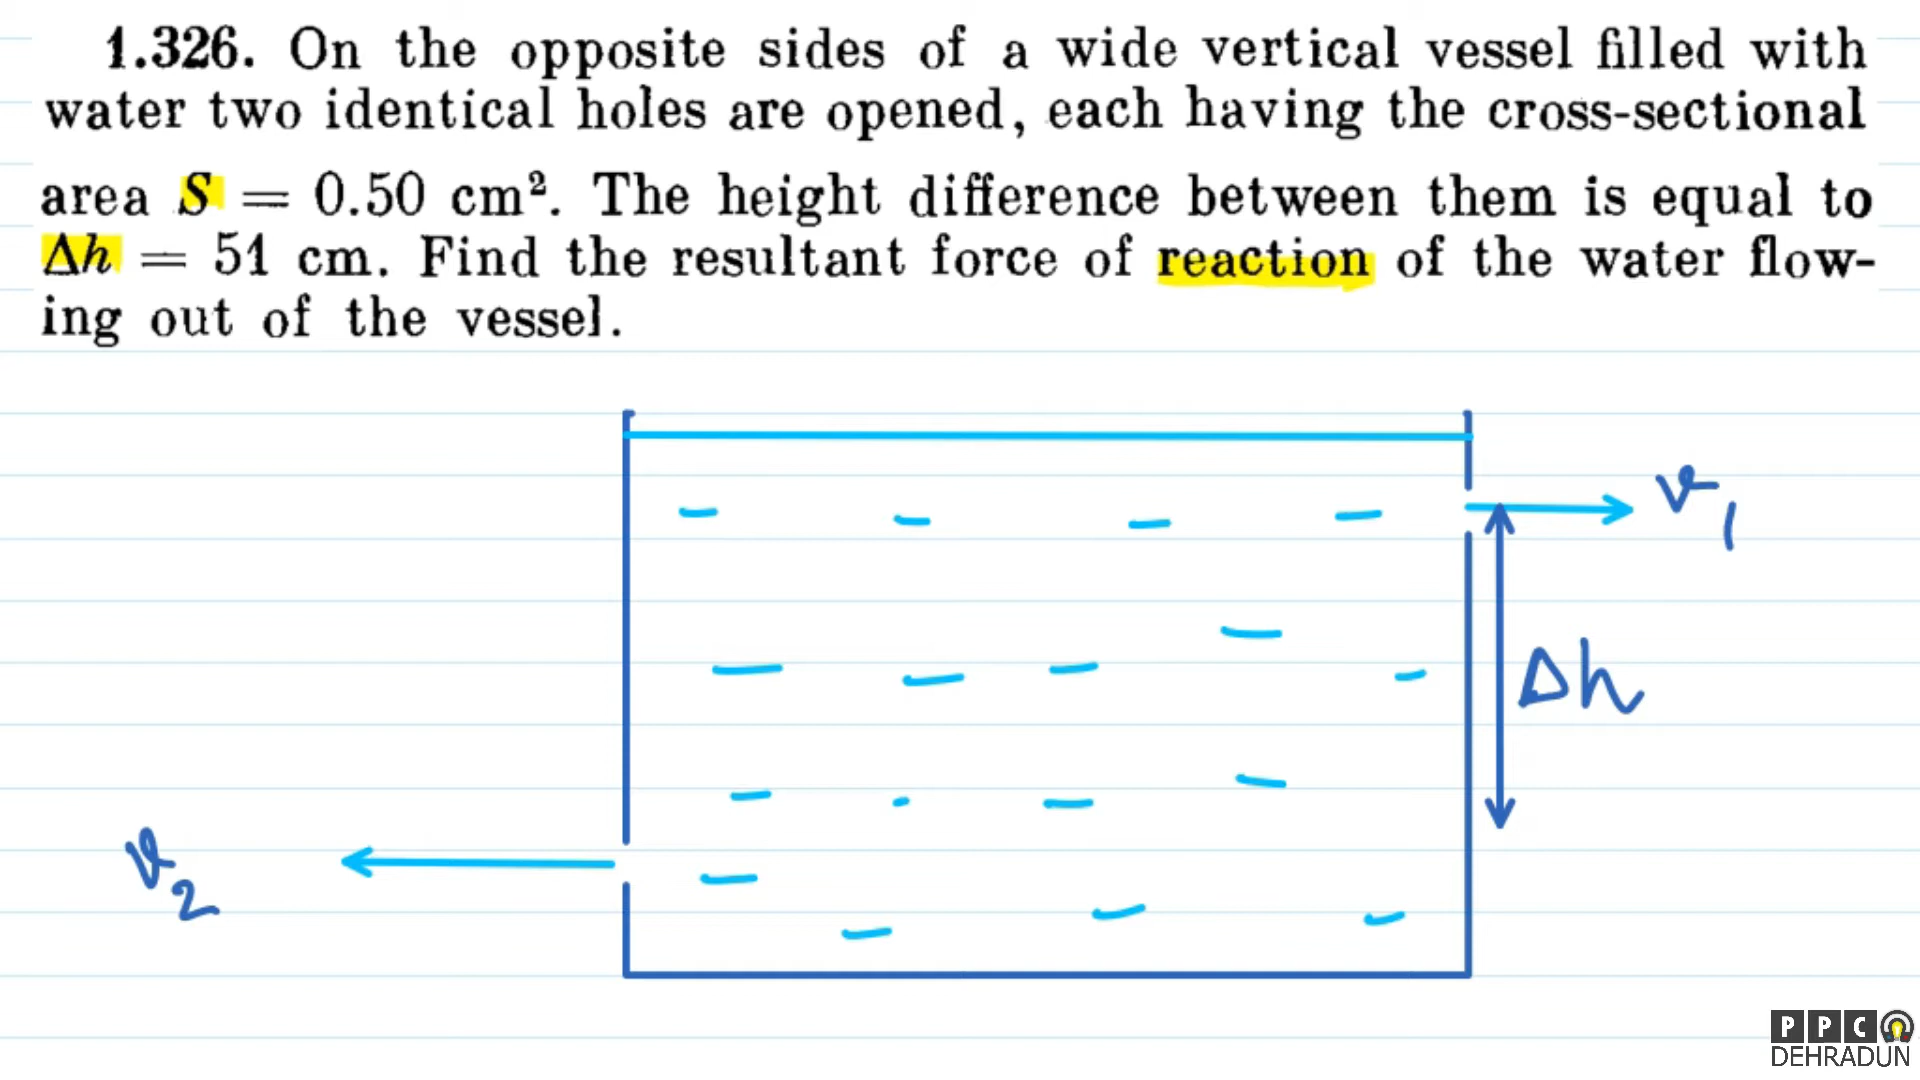 1.326. On the opposite sides of a wide vertical vessel filled with
water two identical holes are opened, each having the cross-sectional
area S = 0.50 cm². The height difference between them is equal to
Δh = 51 cm. Find the resultant force of reaction of the water flow-
ing out of the vessel.
v₁
Δh
v₂
PPC
DEHRADUN